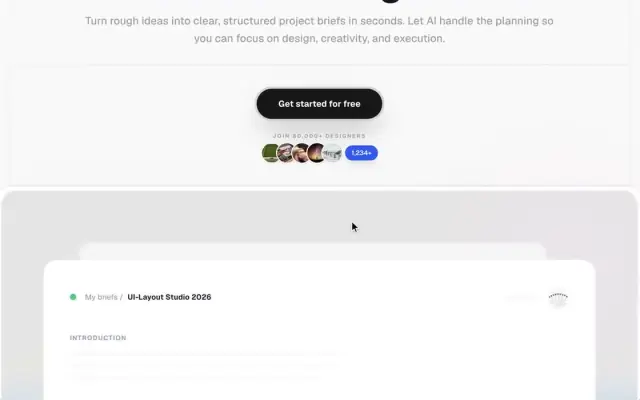 Turn rough ideas into clear, structured project briefs in seconds. Let AI handle the planning so
you can focus on design, creativity, and execution.
Get started for free
JOIN 80,000+ DESIGNERS
1,234+
My briefs / UI-Layout Studio 2026
INTRODUCTION